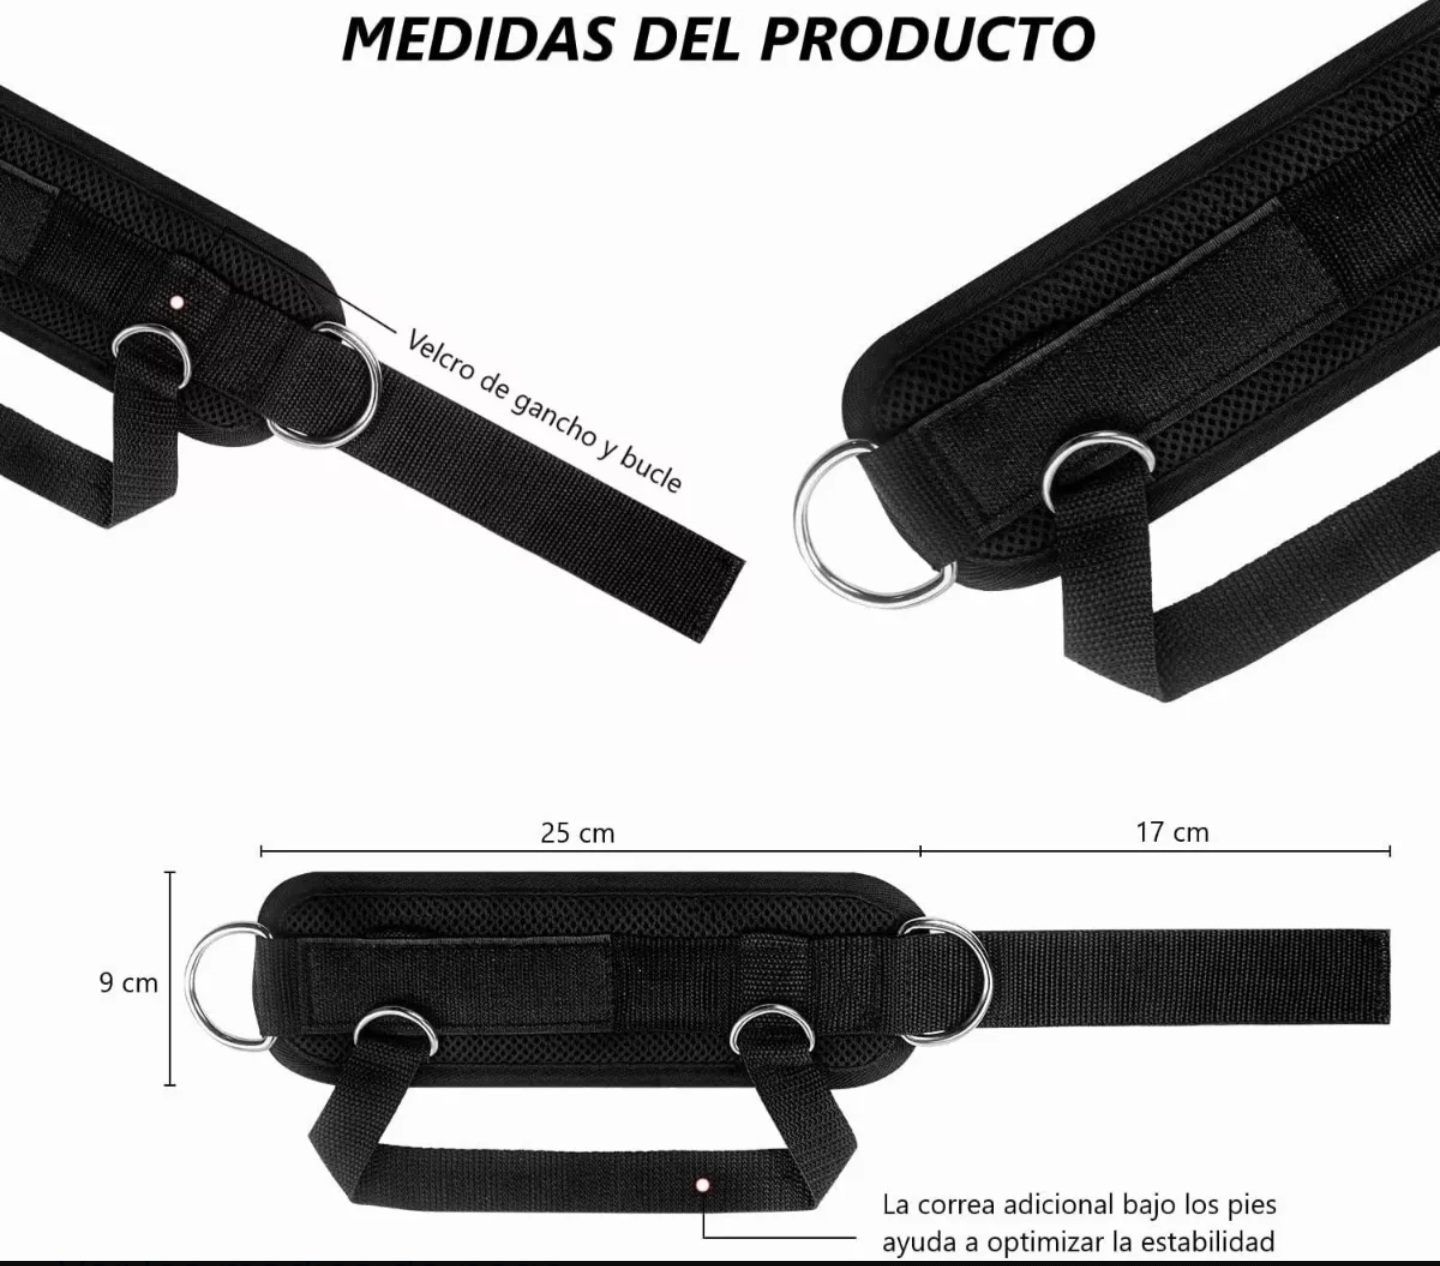 MEDIDAS DEL PRODUCTO
Velcro de gancho y bucle
25 cm
17 cm
9 cm
La correa adicional bajo los pies
ayuda a optimizar la estabilidad